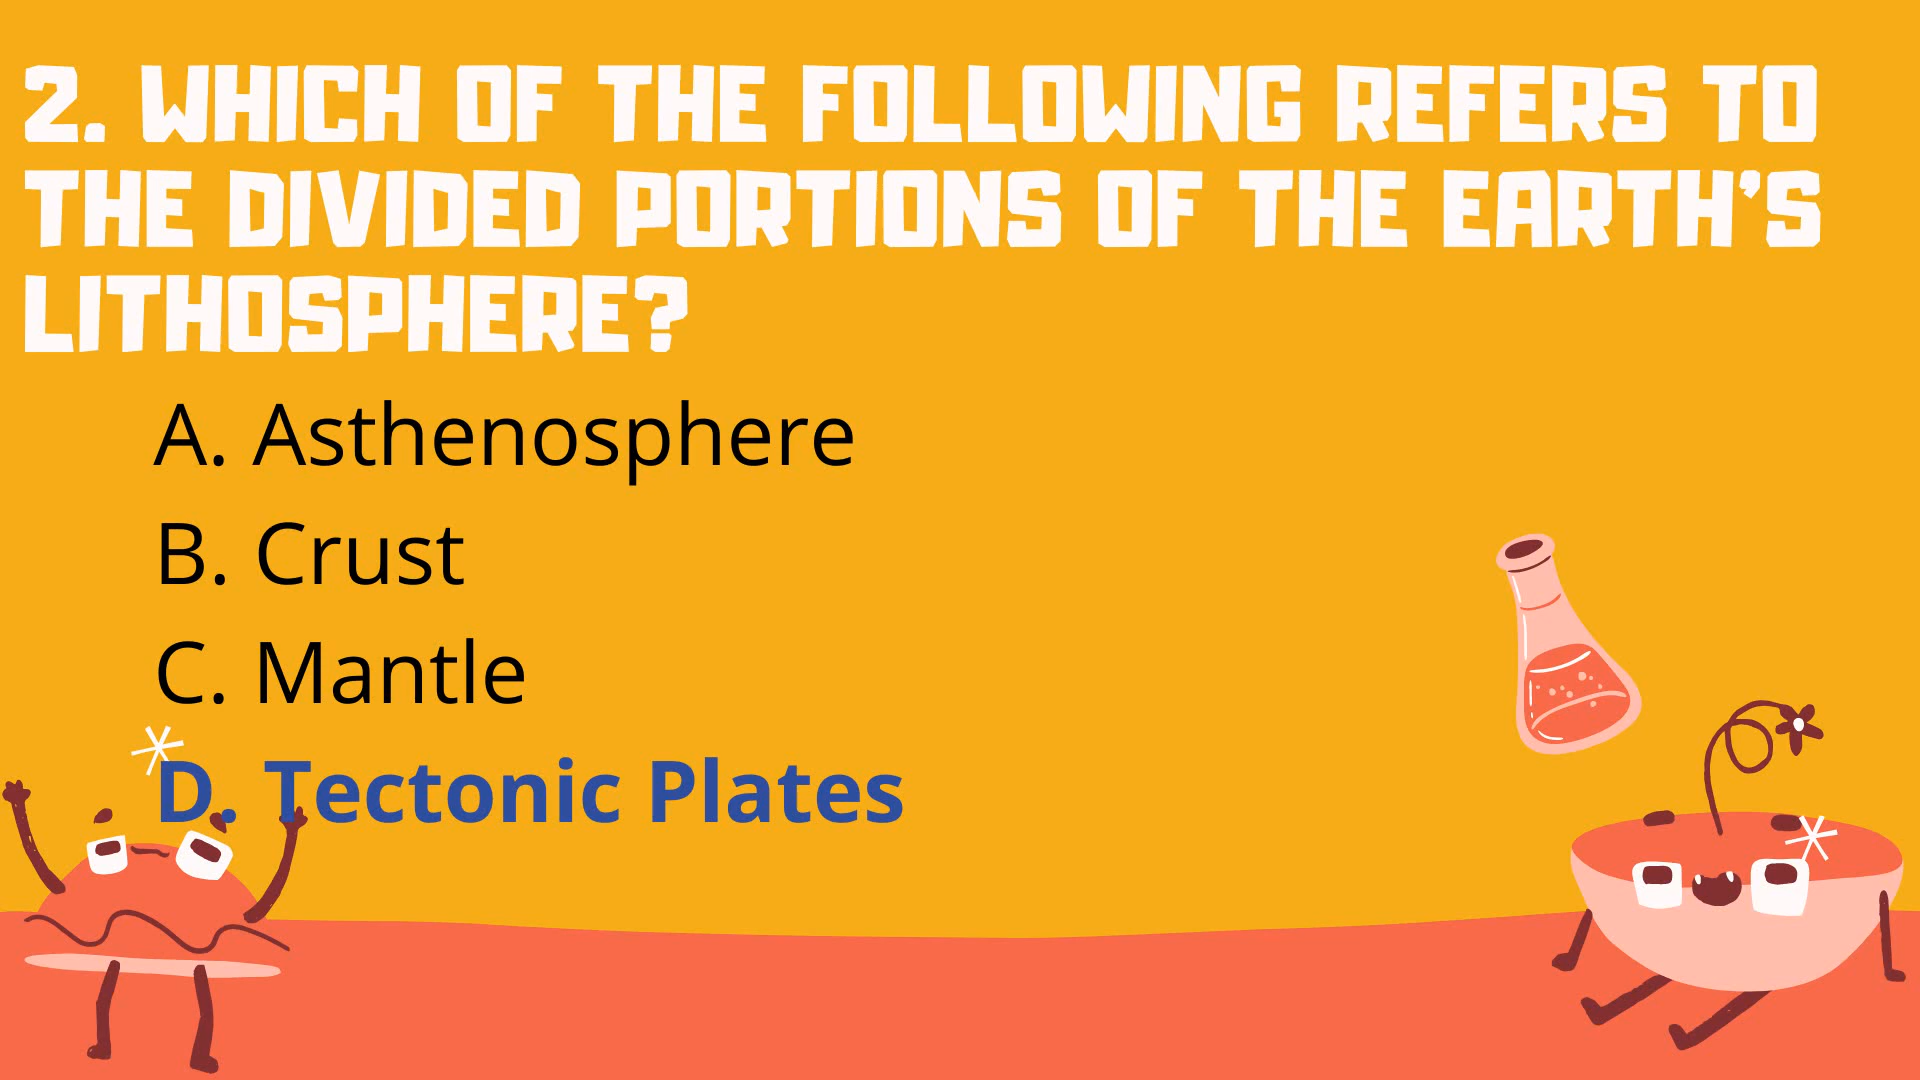 2. WHICH OF THE FOLLOWING REFERS TO
THE DIVIDED PORTIONS OF THE EARTH'S
LITHOSPHERE?
A. Asthenosphere
B. Crust
C. Mantle
D. Tectonic Plates